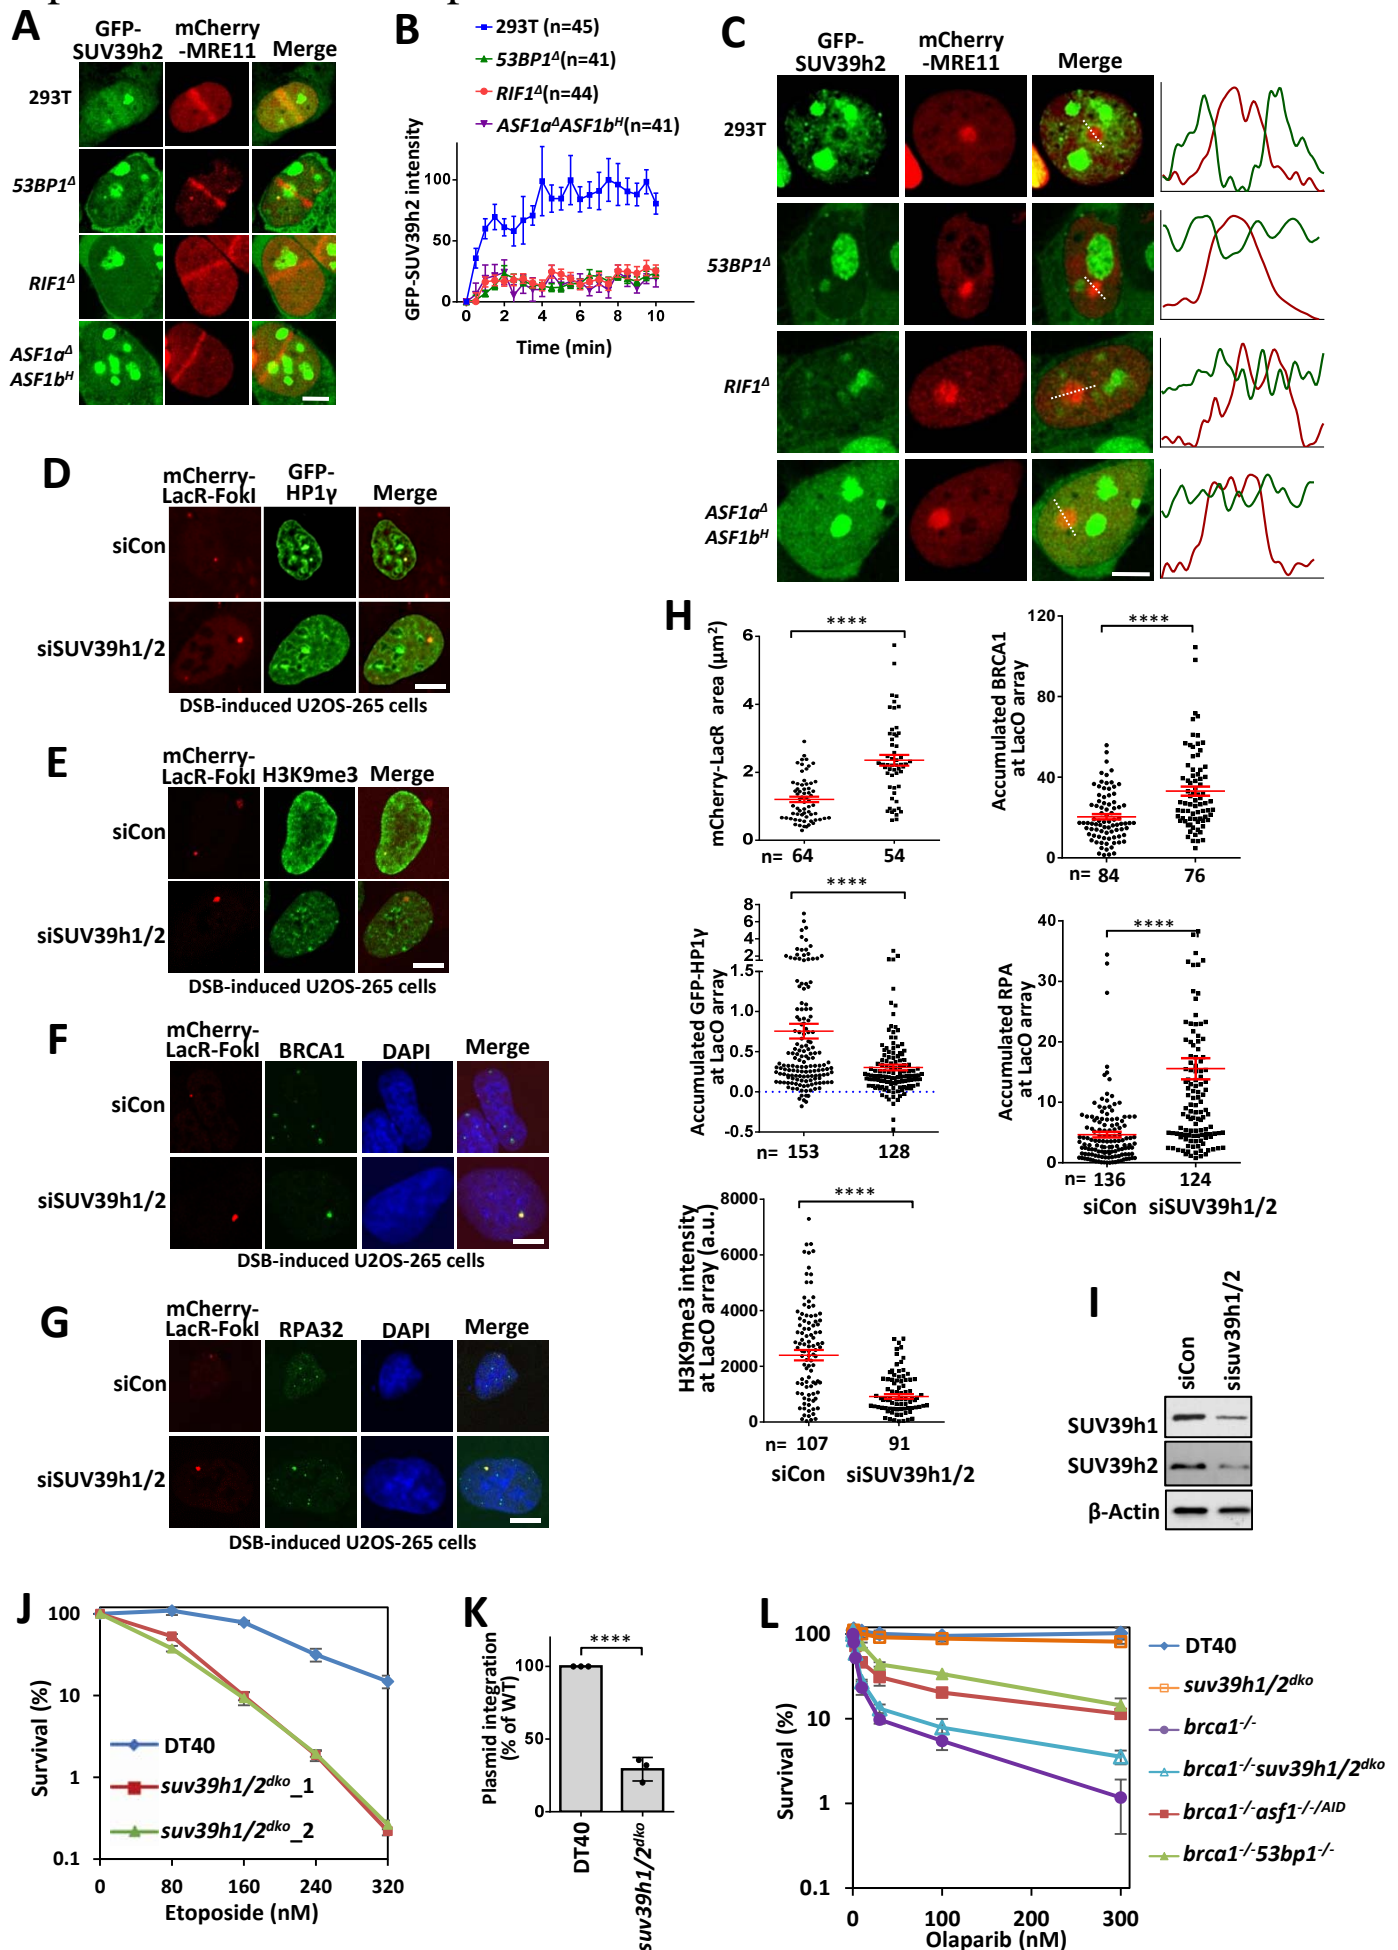 A
GFP-
SUV39h2
mCherry
-MRE11
Merge
293T
53BP1Δ
RIF1Δ
ASF1aΔ
ASF1bH
B
293T (n=45)
53BP1Δ(n=41)
RIF1Δ(n=44)
ASF1aΔASF1bH(n=41)
GFP-SUV39h2 intensity
100
50
0
0 2 4 6 8 10
Time (min)
C
GFP-
SUV39h2
mCherry
-MRE11
Merge
293T
53BP1Δ
RIF1Δ
ASF1aΔ
ASF1bH
D
mCherry-
LacR-FokI
GFP-
HP1γ
Merge
siCon
siSUV39h1/2
DSB-induced U2OS-265 cells
E
mCherry-
LacR-FokI
H3K9me3
Merge
siCon
siSUV39h1/2
DSB-induced U2OS-265 cells
F
mCherry-
LacR-FokI
BRCA1
DAPI
Merge
siCon
siSUV39h1/2
DSB-induced U2OS-265 cells
G
mCherry-
LacR-FokI
RPA32
DAPI
Merge
siCon
siSUV39h1/2
DSB-induced U2OS-265 cells
H
mCherry-LacR area (μm2)
6
4
2
0
****
n= 64 54
Accumulated BRCA1
at LacO array
120
80
40
0
****
n= 84 76
Accumulated GFP-HP1γ
at LacO array
8
6
4
2
1.5
1.0
0.5
0.0
-0.5
****
n= 153 128
Accumulated RPA
at LacO array
40
30
20
10
0
****
n= 136 124
siCon siSUV39h1/2
H3K9me3 intensity
at LacO array (a.u.)
8000
6000
4000
2000
0
****
n= 107 91
siCon siSUV39h1/2
I
siCon
sisuv39h1/2
SUV39h1
SUV39h2
β-Actin
J
Survival (%)
100
10
1
0.1
DT40
suv39h1/2dko_1
suv39h1/2dko_2
0 80 160 240 320
Etoposide (nM)
K
Plasmid integration
(% of WT)
100
50
0
****
DT40
suv39h1/2dko
L
Survival (%)
100
10
1
0.1
0 100 200 300
Olaparib (nM)
DT40
suv39h1/2dko
brca1-/-
brca1-/-suv39h1/2dko
brca1-/-asf1-/-/AID
brca1-/-53bp1-/-